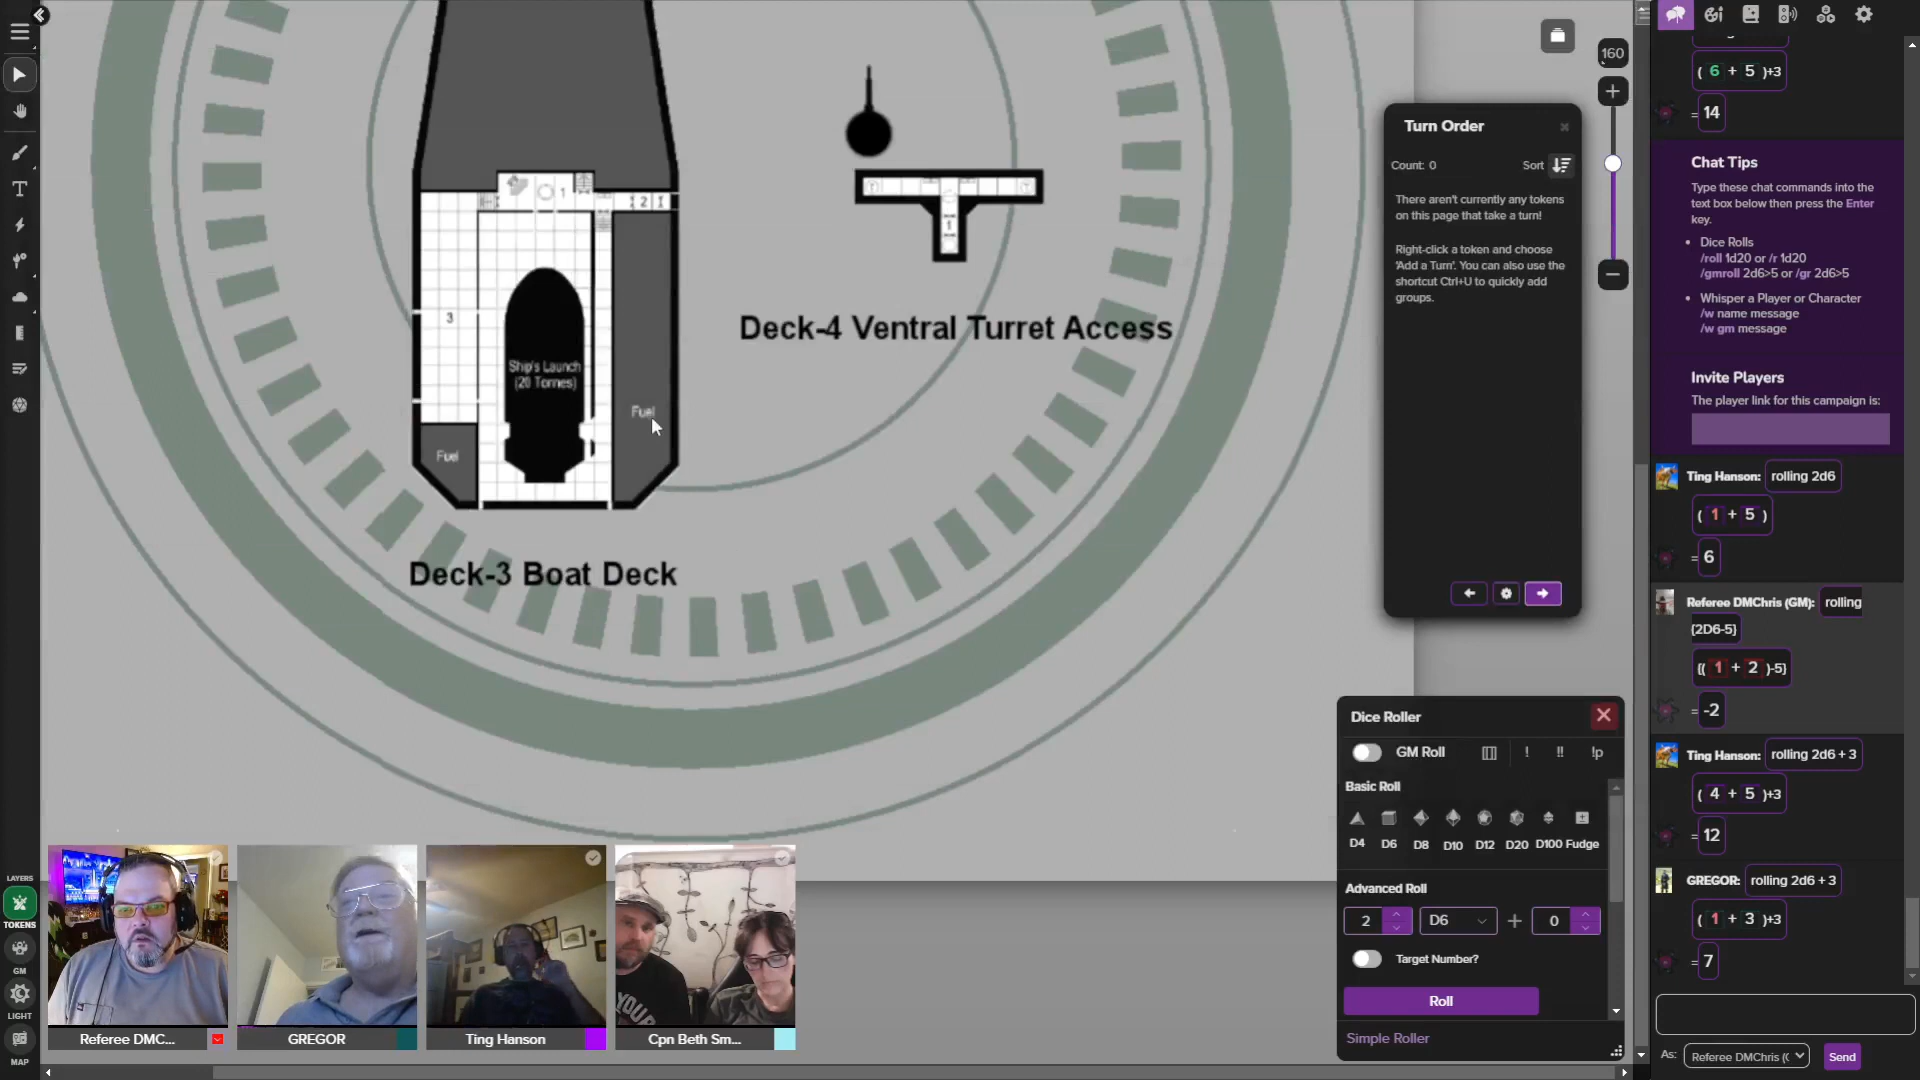 160
( 6 + 5 )+3
= 14
Chat Tips
Type these chat commands into the
text box below then press the Enter
key.
• Dice Rolls
/roll 1d20 or /r 1d20
/gmroll 2d6>5 or /gr 2d6>5
• Whisper a Player or Character
/w name message
/w gm message
Invite Players
The player link for this campaign is:
Ting Hanson: rolling 2d6
( 1 + 5 )
= 6
Referee DMChris (GM): rolling
{2D6-5}
{( 1 + 2 )-5}
= -2
Ting Hanson: rolling 2d6 + 3
( 4 + 5 )+3
= 12
GREGOR: rolling 2d6 + 3
( 1 + 3 )+3
= 7
As: Referee DMChris (
Send
Turn Order
Count: 0 Sort
There aren't currently any tokens
on this page that take a turn!
Right-click a token and choose
'Add a Turn'. You can also use the
shortcut Ctrl+U to quickly add
groups.
1
2
3
Ship's Launch
(20 Tonnes)
Fuel
Fuel
Deck-3 Boat Deck
1
Deck-4 Ventral Turret Access
Dice Roller
GM Roll [[]] ! !! !p
Basic Roll
D4 D6 D8 D10 D12 D20 D100 Fudge
Advanced Roll
2 D6 + 0
Target Number?
Roll
Simple Roller
LAYERS
TOKENS
GM
LIGHT
MAP
YOUR
Referee DMC...
GREGOR
Ting Hanson
Cpn Beth Sm...